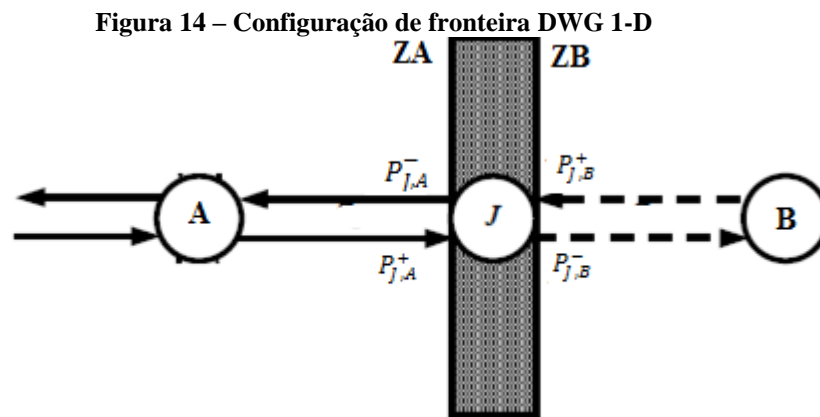 Figura 14 – Configuração de fronteira DWG 1-D
ZA ZB
P⁻J,A P⁺J,B
A J B
P⁺J,A P⁻J,B